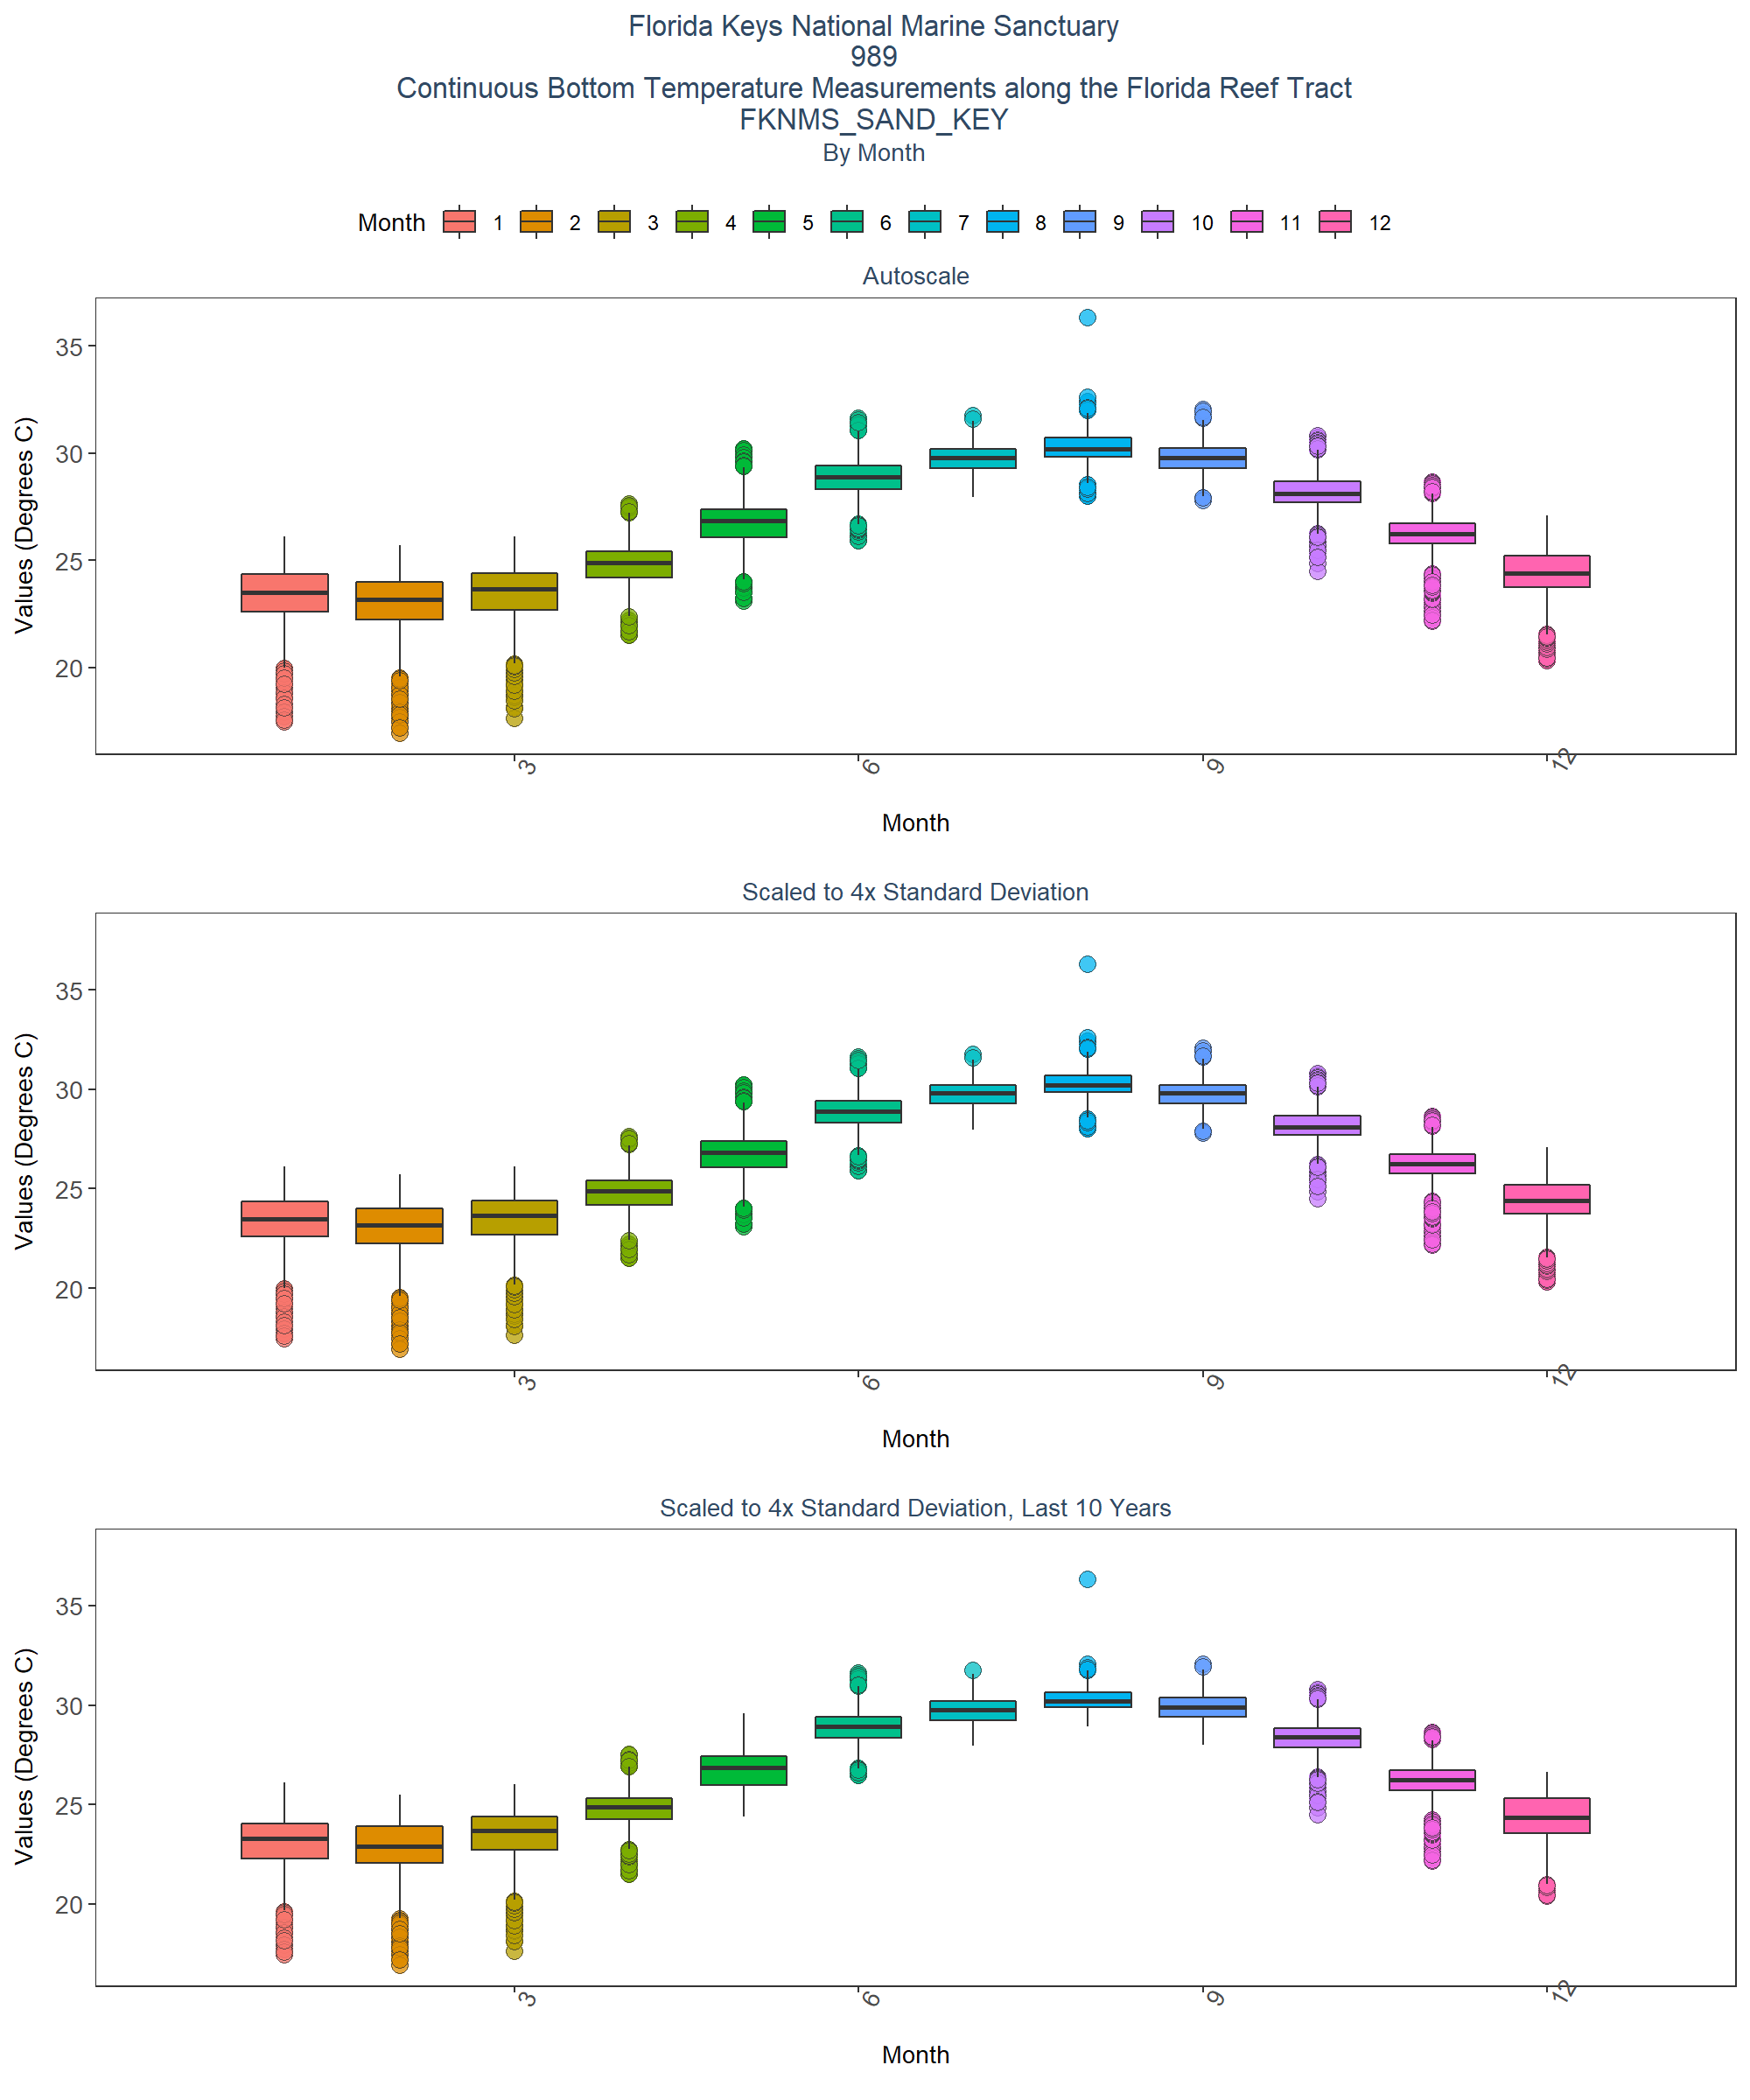 Florida Keys National Marine Sanctuary
989
Continuous Bottom Temperature Measurements along the Florida Reef Tract
FKNMS_SAND_KEY
By Month
Month 1 2 3 4 5 6 7 8 9 10 11 12
Autoscale
Values (Degrees C)
35
30
25
20
3 6 9 12
Month
Scaled to 4x Standard Deviation
Values (Degrees C)
35
30
25
20
3 6 9 12
Month
Scaled to 4x Standard Deviation, Last 10 Years
Values (Degrees C)
35
30
25
20
3 6 9 12
Month